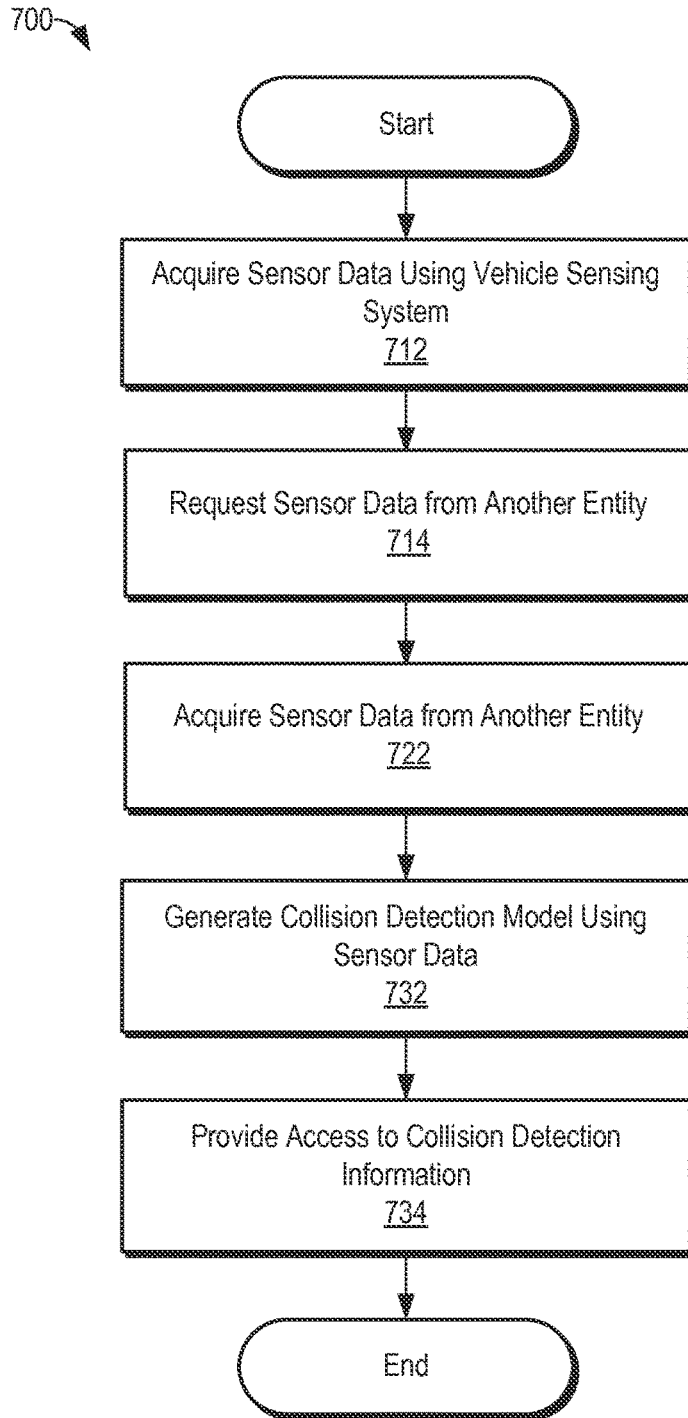 700
Start
Acquire Sensor Data Using Vehicle Sensing
System
712
Request Sensor Data from Another Entity
714
Acquire Sensor Data from Another Entity
722
Generate Collision Detection Model Using
Sensor Data
732
Provide Access to Collision Detection
Information
734
End